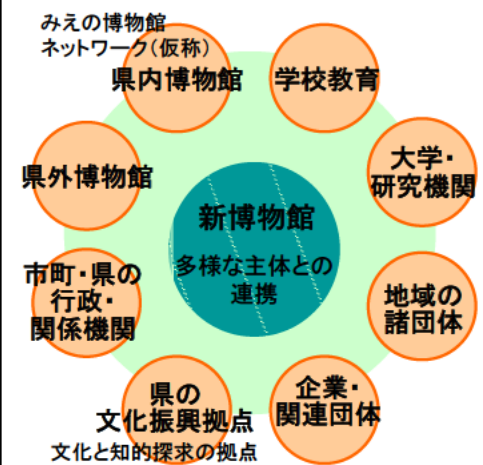 みえの博物館
ネットワーク(仮称)
県内博物館
学校教育
大学・
研究機関
県外博物館
新博物館
多様な主体との
連携
市町・県の
行政・
関係機関
地域の
諸団体
県の
文化振興拠点
文化と知的探求の拠点
企業・
関連団体